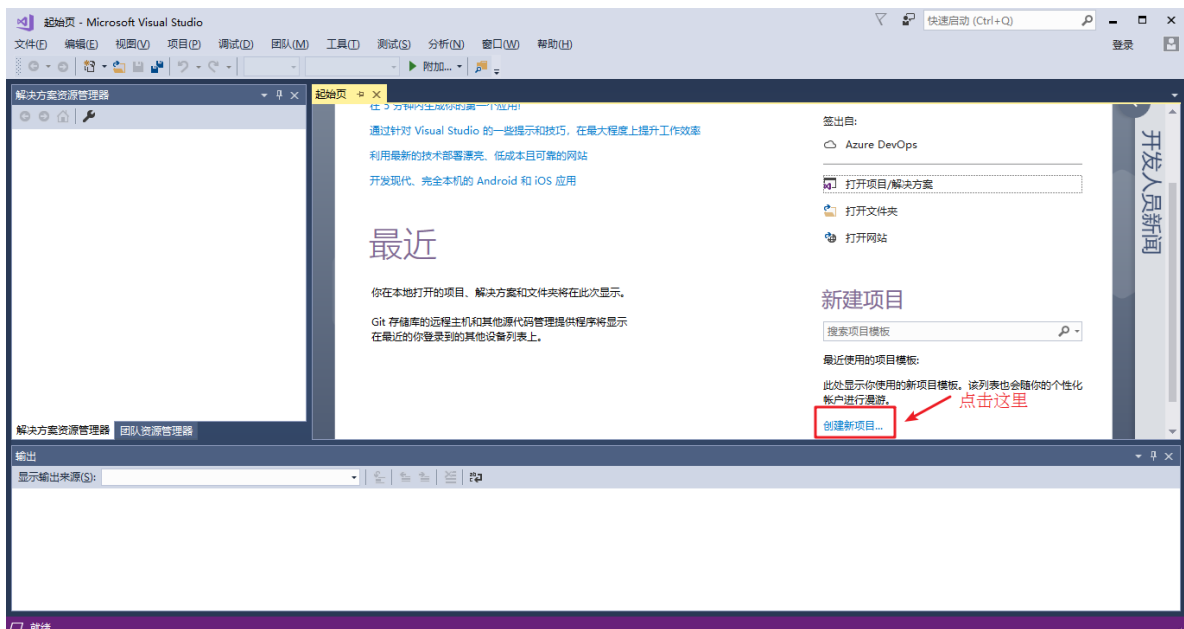 起始页 - Microsoft Visual Studio
快速启动 (Ctrl+Q)
文件(F) 编辑(E) 视图(V) 项目(P) 调试(D) 团队(M) 工具(T) 测试(S) 分析(N) 窗口(W) 帮助(H)
登录
附加...
解决方案资源管理器
起始页
在 5 分钟内生成你的第一个应用!
通过针对 Visual Studio 的一些提示和技巧，在最大程度上提升工作效率
利用最新的技术部署漂亮、低成本且可靠的网站
开发现代、完全本机的 Android 和 iOS 应用
最近
你在本地打开的项目、解决方案和文件夹将在此次显示。
Git 存储库的远程主机和其他源代码管理提供程序将显示
在最近的你登录到的其他设备列表上。
签出自:
Azure DevOps
打开项目/解决方案
打开文件夹
打开网站
新建项目
搜索项目模板
最近使用的项目模板:
此处显示你使用的新项目模板。该列表也会随你的个性化
帐户进行漫游。
点击这里
创建新项目...
开发人员新闻
解决方案资源管理器 团队资源管理器
输出
显示输出来源(S):
就绪